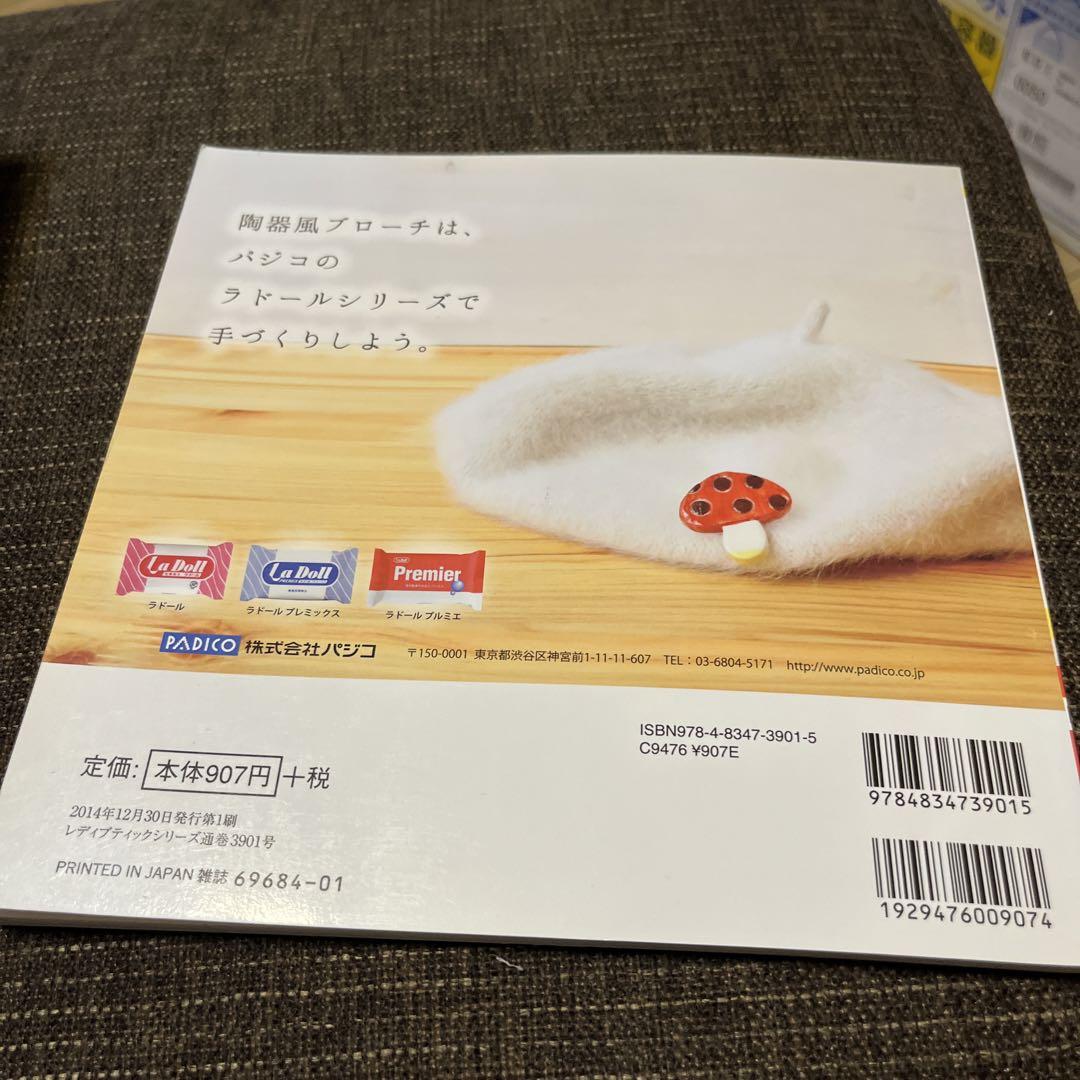 陶器風ブローチは、
パジコの
ラドールシリーズで
手づくりしよう。
La Doll
La Doll
PREMIX
Premier
ラドール
ラドール プレミックス
ラドール プルミエ
PADICO 株式会社パジコ
〒150-0001 東京都渋谷区神宮前1-11-11-607 TEL:03-6804-5171 http://www.padico.co.jp
ISBN978-4-8347-3901-5
C9476 ¥907E
9784834739015
定価: 本体907円+税
2014年12月30日発行第1刷
レディブティックシリーズ通巻3901号
PRINTED IN JAPAN 雑誌 69684-01
1929476009074